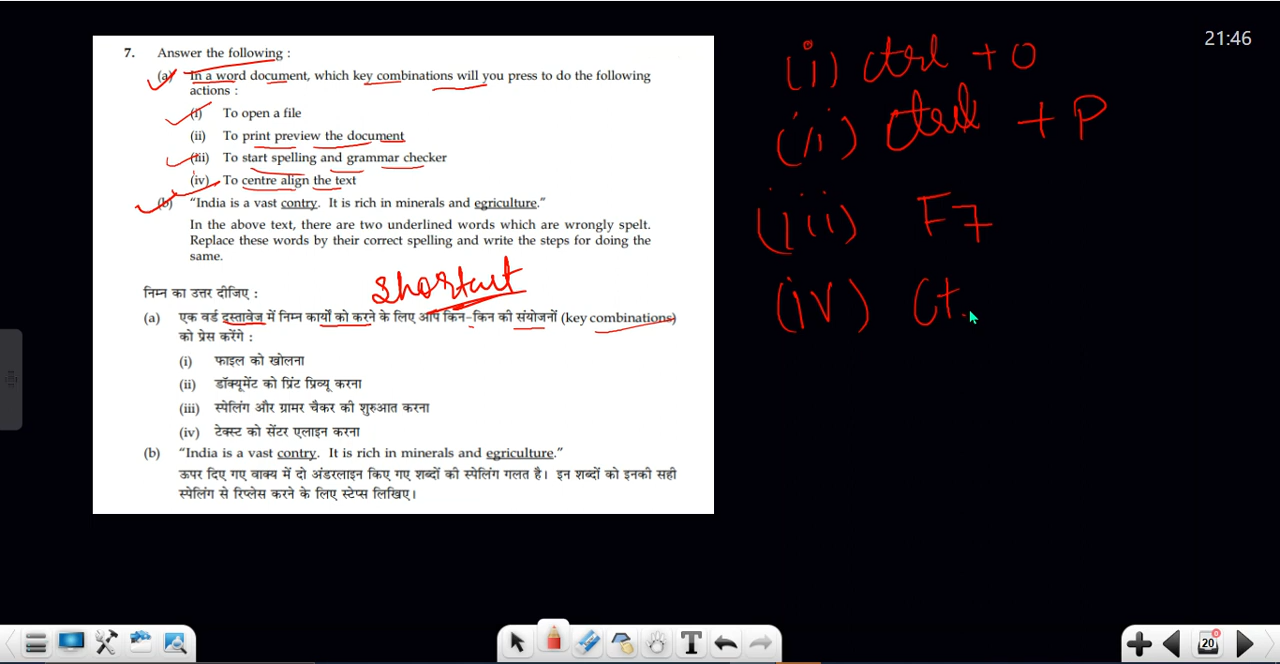 21:46
7. Answer the following :
(a) In a word document, which key combinations will you press to do the following
actions :
(i) To open a file
(ii) To print preview the document
(iii) To start spelling and grammar checker
(iv) To centre align the text
(b) “India is a vast contry. It is rich in minerals and egriculture.”
In the above text, there are two underlined words which are wrongly spelt.
Replace these words by their correct spelling and write the steps for doing the
same.
Shortcut
निम्न का उत्तर दीजिए :
(a) एक वर्ड दस्तावेज में निम्न कार्यों को करने के लिए आप किन-किन की संयोजनों (key combinations)
को प्रेस करेंगे :
(i) फाइल को खोलना
(ii) डॉक्यूमेंट को प्रिंट प्रिव्यू करना
(iii) स्पेलिंग और ग्रामर चैकर की शुरुआत करना
(iv) टेक्स्ट को सेंटर एलाइन करना
(b) “India is a vast contry. It is rich in minerals and egriculture.”
ऊपर दिए गए वाक्य में दो अंडरलाइन किए गए शब्दों की स्पेलिंग गलत है। इन शब्दों को इनकी सही
स्पेलिंग से रिप्लेस करने के लिए स्टेप्स लिखिए।
(i) ctrl + O
(ii) ctrl + P
(iii) F7
(iv) Ct
T
20